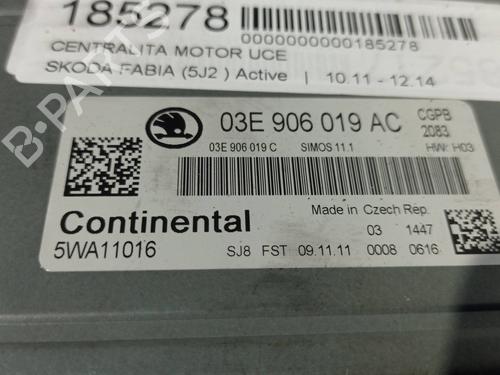 185278
0000000000185278
CENTRALITA MOTOR UCE
SKODA FABIA (5J2 ) Active | 10.11 - 12.14
03E 906 019 AC
CGPB
2083
03E 906 019 C SIMOS 11.1 HW: H03
Continental
5WA11016
Made in Czech Rep.
03 1447
SJ8 FST 09.11.11 0008 0616
B-PARTS